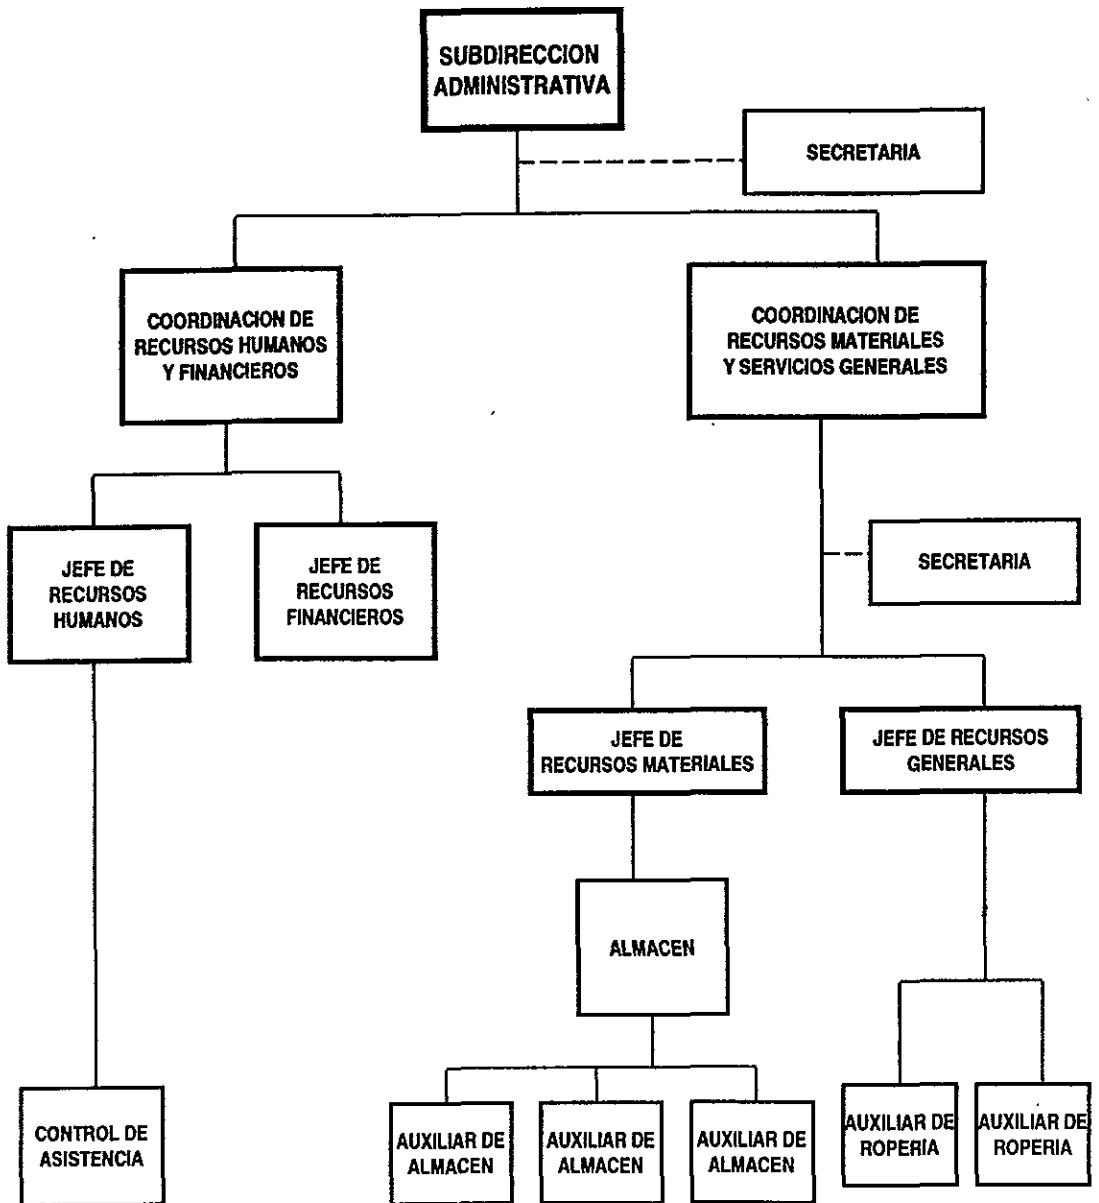 SUBDIRECCION
ADMINISTRATIVA
SECRETARIA
COORDINACION DE
RECURSOS HUMANOS
Y FINANCIEROS
COORDINACION DE
RECURSOS MATERIALES
Y SERVICIOS GENERALES
JEFE DE
RECURSOS
HUMANOS
JEFE DE
RECURSOS
FINANCIEROS
SECRETARIA
JEFE DE
RECURSOS MATERIALES
JEFE DE RECURSOS
GENERALES
ALMACEN
CONTROL DE
ASISTENCIA
AUXILIAR DE
ALMACEN
AUXILIAR DE
ALMACEN
AUXILIAR DE
ALMACEN
AUXILIAR DE
ROPERIA
AUXILIAR DE
ROPERIA